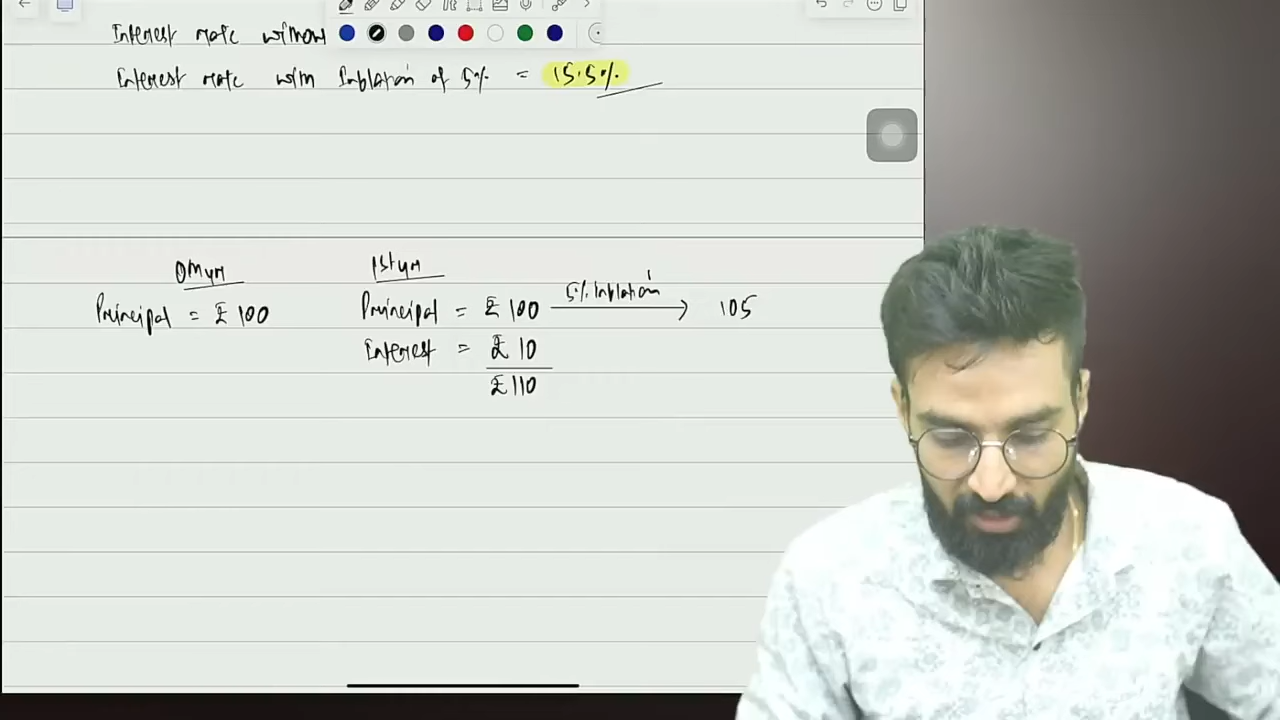 Interest rate without
Interest rate with Inflation of 5% = 15.5%
0th yr
1st yr
Principal = £ 100
Principal = £ 100
5% Inflation
105
Interest = £ 10
£ 110